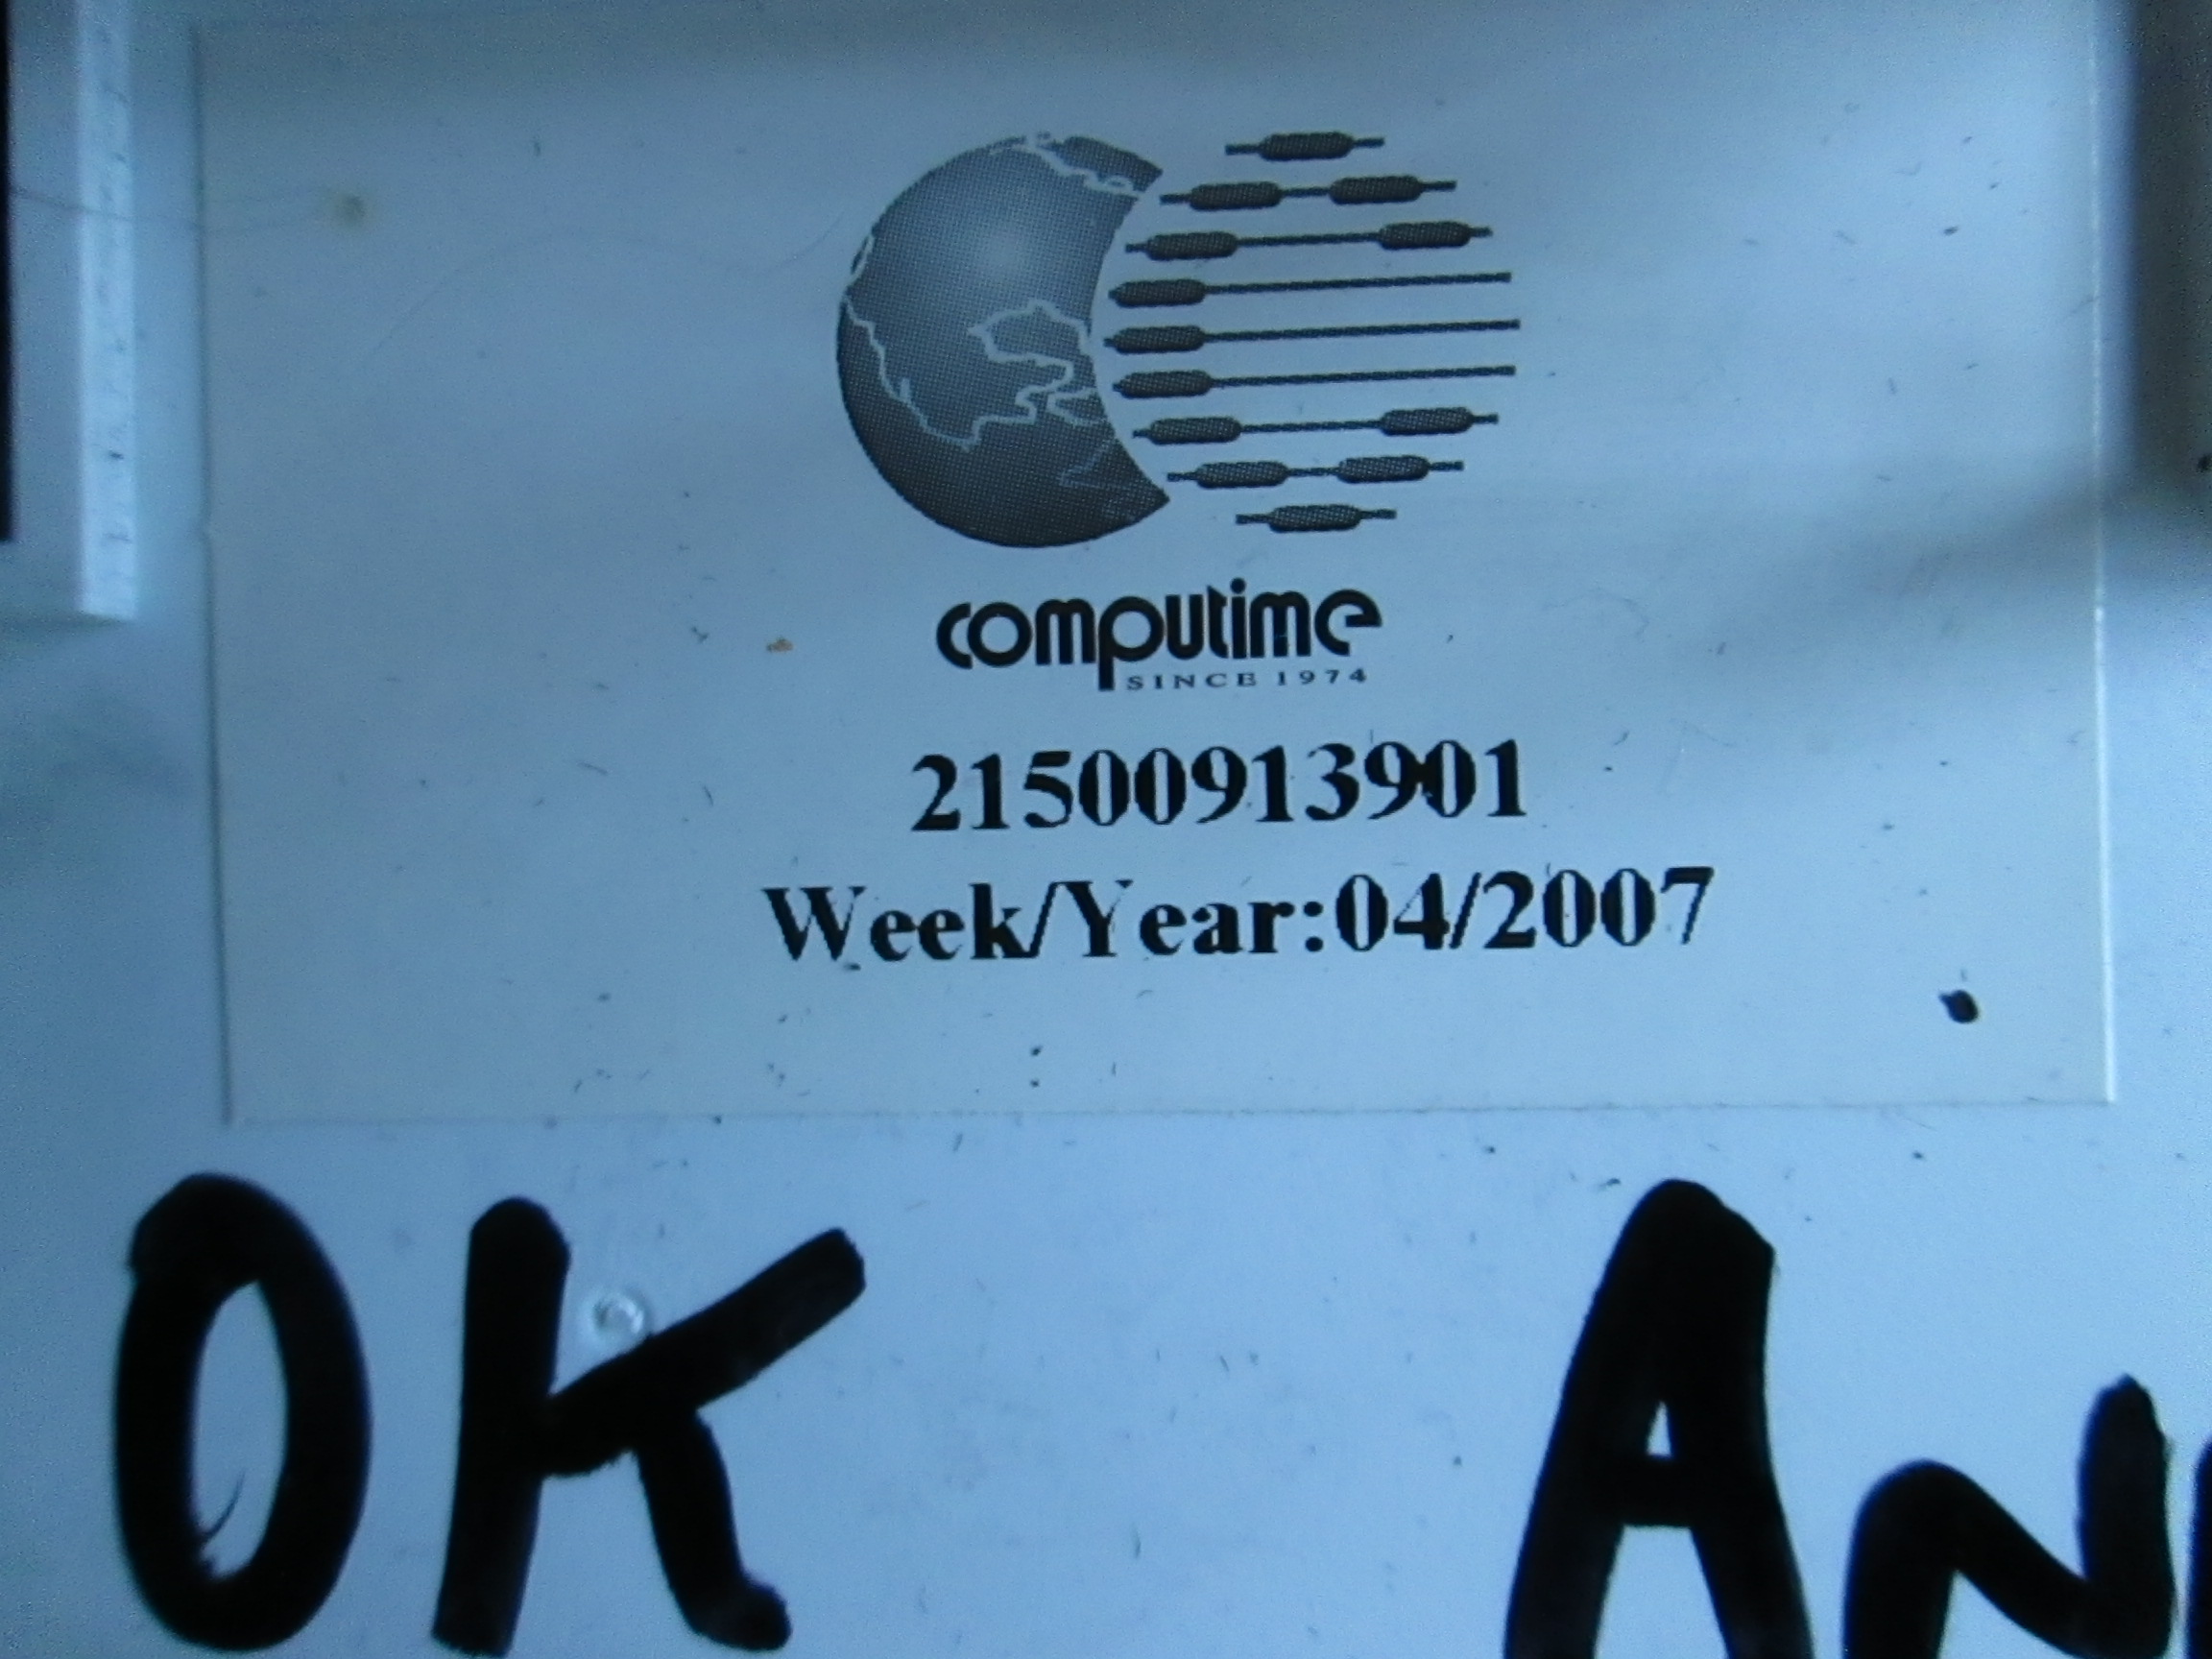 computime
SINCE 1974
21500913901
Week/Year:04/2007
OK